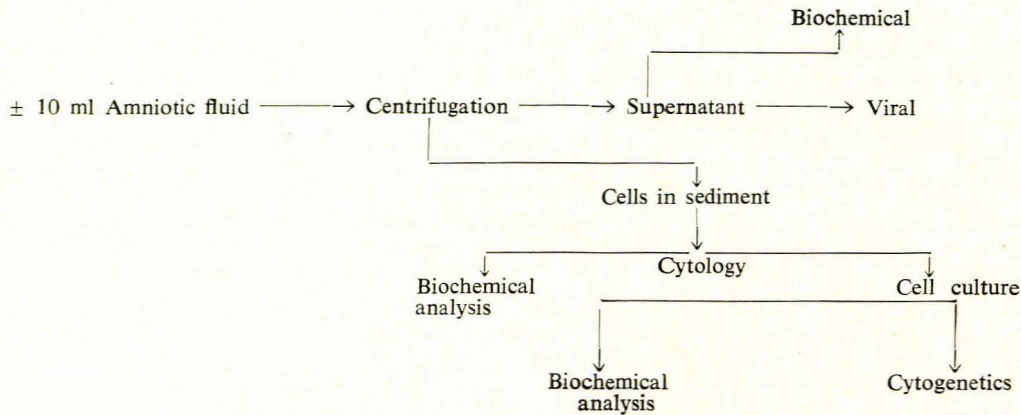 Biochemical
± 10 ml Amniotic fluid Centrifugation Supernatant Viral
Cells in sediment
Cytology
Biochemical
analysis
Cell culture
Biochemical
analysis
Cytogenetics